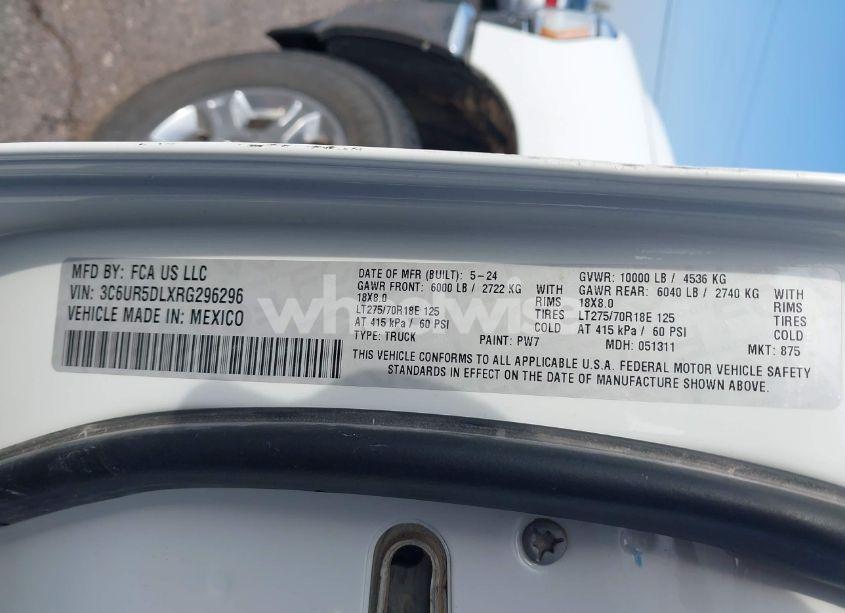 MFD BY: FCA US LLC
VIN: 3C6UR5DLXRG296296
VEHICLE MADE IN: MEXICO
DATE OF MFR (BUILT): 5-24
GAWR FRONT: 6000 LB / 2722 KG WITH
18X8.0 RIMS
LT275/70R18E 125 TIRES
AT 415 kPa / 60 PSI COLD
TYPE: TRUCK PAINT: PW7
GVWR: 10000 LB / 4536 KG
GAWR REAR: 6040 LB / 2740 KG WITH
18X8.0 RIMS
LT275/70R18E 125 TIRES
AT 415 kPa / 60 PSI COLD
MDH: 051311 MKT: 875
THIS VEHICLE CONFORMS TO ALL APPLICABLE U.S.A. FEDERAL MOTOR VEHICLE SAFETY
STANDARDS IN EFFECT ON THE DATE OF MANUFACTURE SHOWN ABOVE.